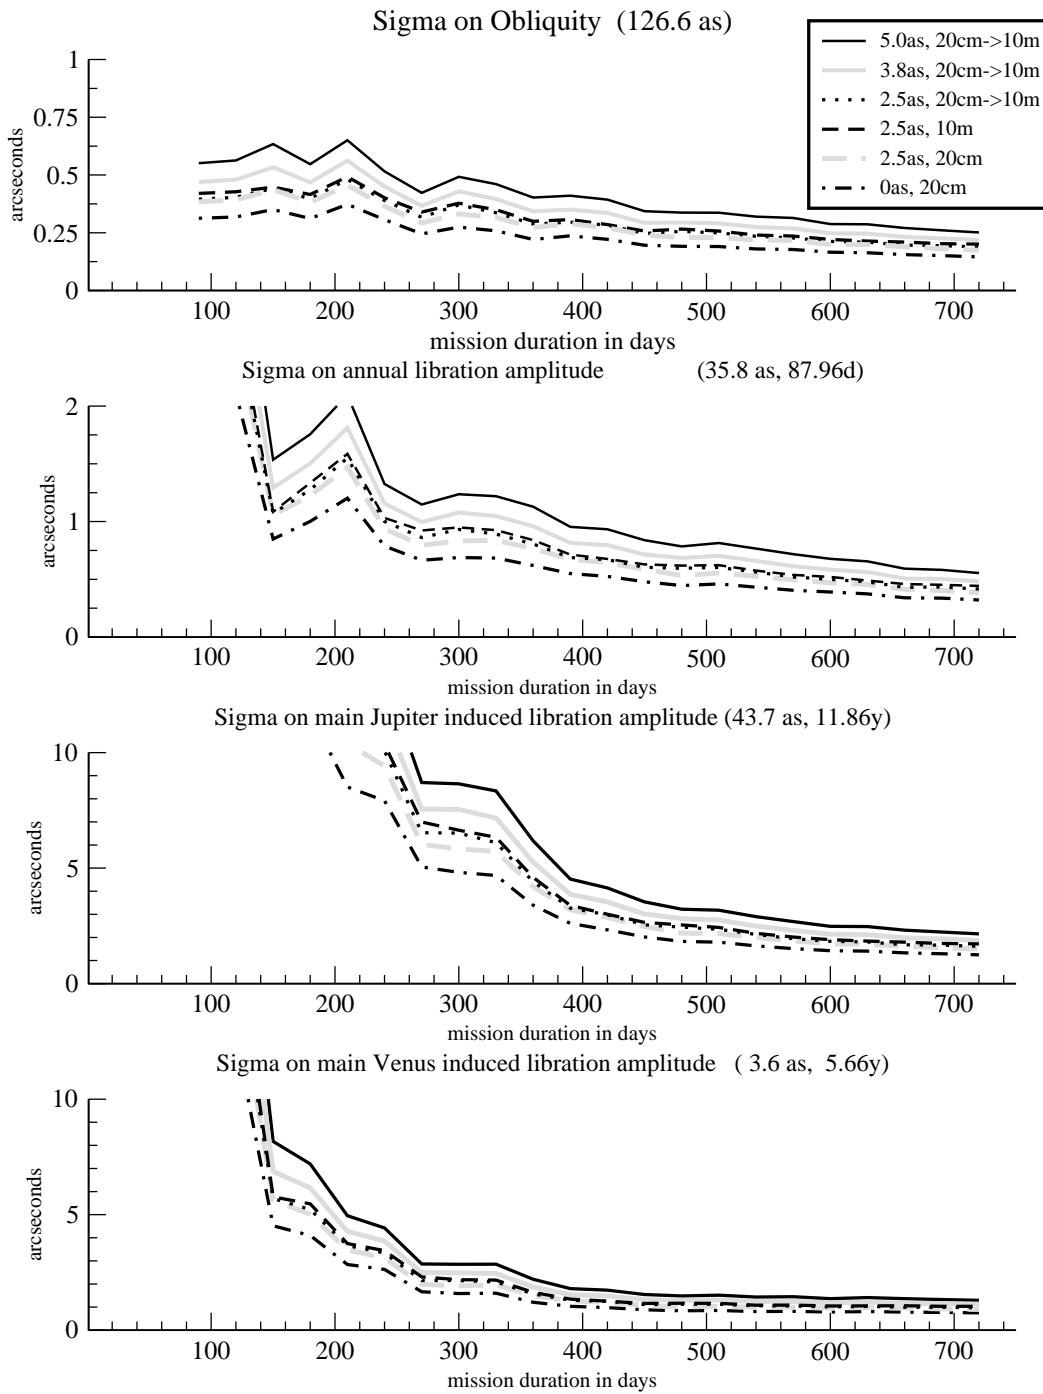 Sigma on Obliquity (126.6 as)
5.0as, 20cm->10m
3.8as, 20cm->10m
2.5as, 20cm->10m
2.5as, 10m
2.5as, 20cm
0as, 20cm
arcseconds
1
0.75
0.5
0.25
0
100 200 300 400 500 600 700
mission duration in days
Sigma on annual libration amplitude (35.8 as, 87.96d)
arcseconds
2
1
0
100 200 300 400 500 600 700
mission duration in days
Sigma on main Jupiter induced libration amplitude (43.7 as, 11.86y)
arcseconds
10
5
0
100 200 300 400 500 600 700
mission duration in days
Sigma on main Venus induced libration amplitude ( 3.6 as, 5.66y)
arcseconds
10
5
0
100 200 300 400 500 600 700
mission duration in days